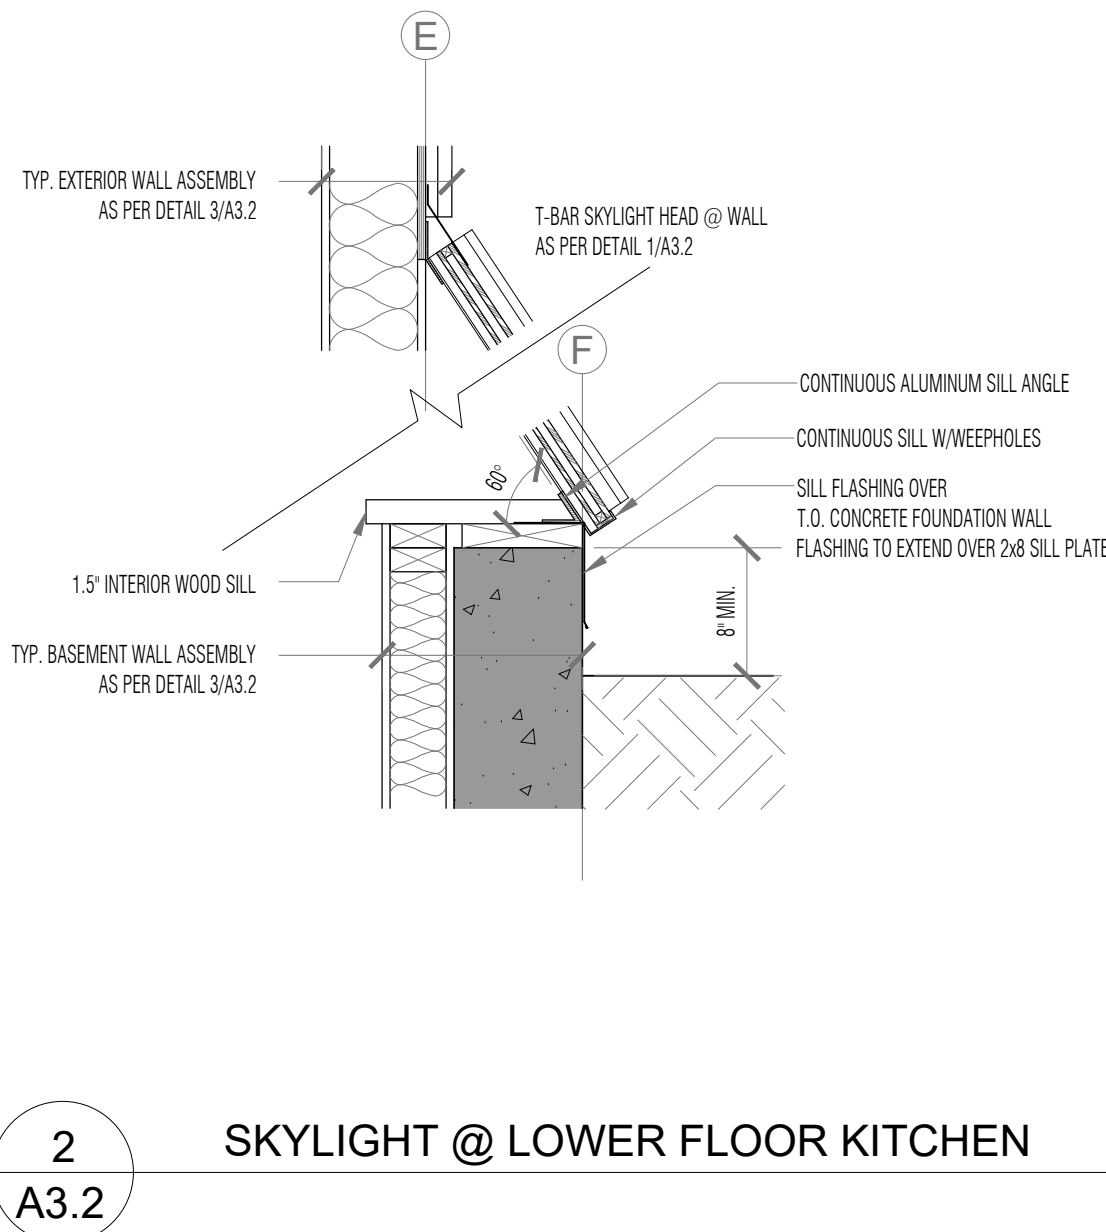 E
TYP. EXTERIOR WALL ASSEMBLY
AS PER DETAIL 3/A3.2
T-BAR SKYLIGHT HEAD @ WALL
AS PER DETAIL 1/A3.2
F
CONTINUOUS ALUMINUM SILL ANGLE
CONTINUOUS SILL W/WEEPHOLES
60°
SILL FLASHING OVER
T.O. CONCRETE FOUNDATION WALL
FLASHING TO EXTEND OVER 2x8 SILL PLATE
1.5" INTERIOR WOOD SILL
8" MIN.
TYP. BASEMENT WALL ASSEMBLY
AS PER DETAIL 3/A3.2
2
SKYLIGHT @ LOWER FLOOR KITCHEN
A3.2